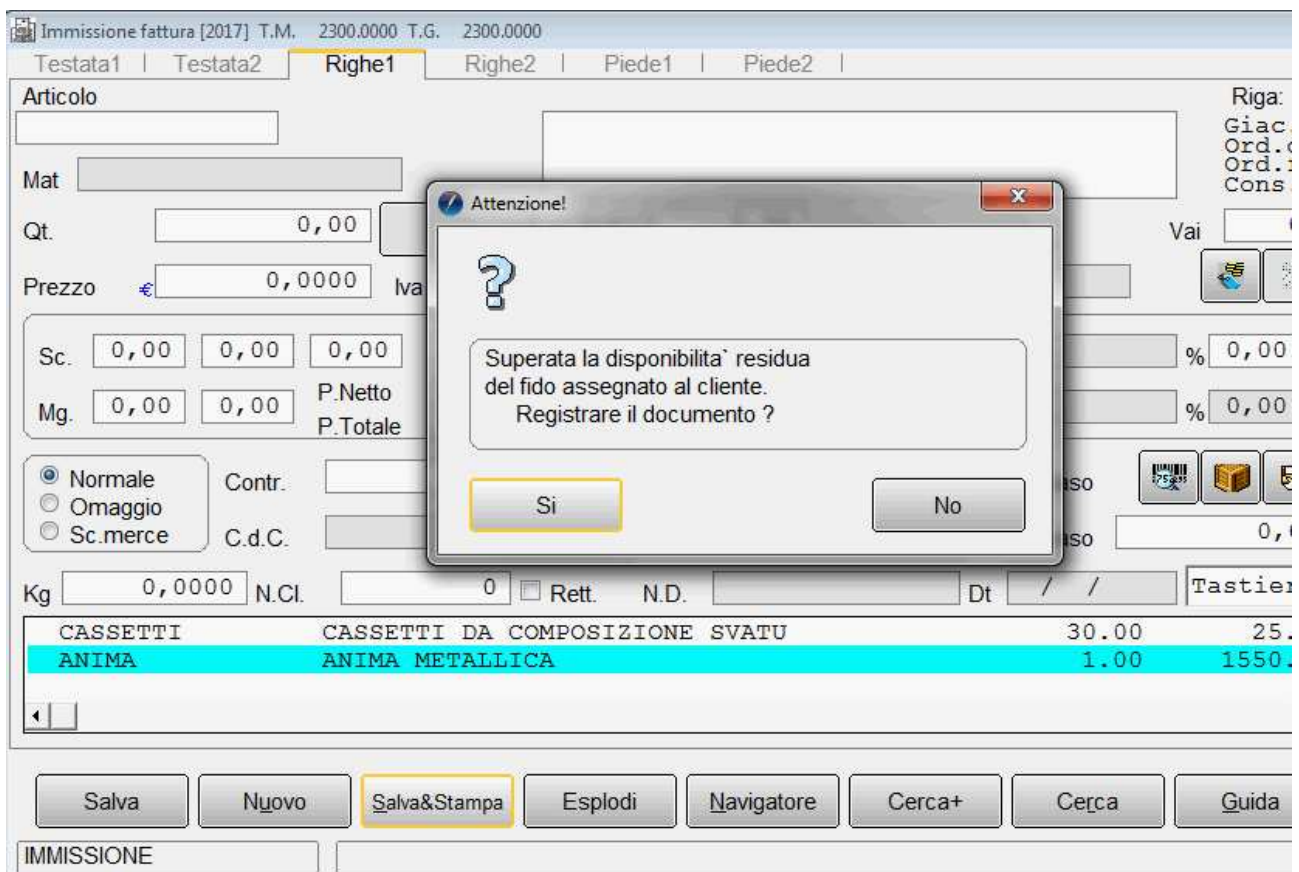 Immissione fattura [2017] T.M. 2300.0000 T.G. 2300.0000
Testata1 | Testata2 Righe1 Righe2 | Piede1 | Piede2 |
Articolo Riga:
Giac.
Mat
Cons.
Qt. 0,00 Vai
Prezzo € 0,0000 Iva
Sc. 0,00 0,00 0,00 % 0,00
Mg. 0,00 0,00 P.Netto % 0,00
P.Totale
Attenzione!
Superata la disponibilita` residua
del fido assegnato al cliente.
Registrare il documento ?
Si No
Normale Contr.
Omaggio
Sc.merce C.d.C.
Kg 0,0000 N.Cl. 0 Rett. N.D. Dt / /
CASSETTI CASSETTI DA COMPOSIZIONE SVATU 30.00 25.
ANIMA ANIMA METALLICA 1.00 1550.
Salva Nuovo Salva&Stampa Esplodi Navigatore Cerca+ Cerca Guida
IMMISSIONE